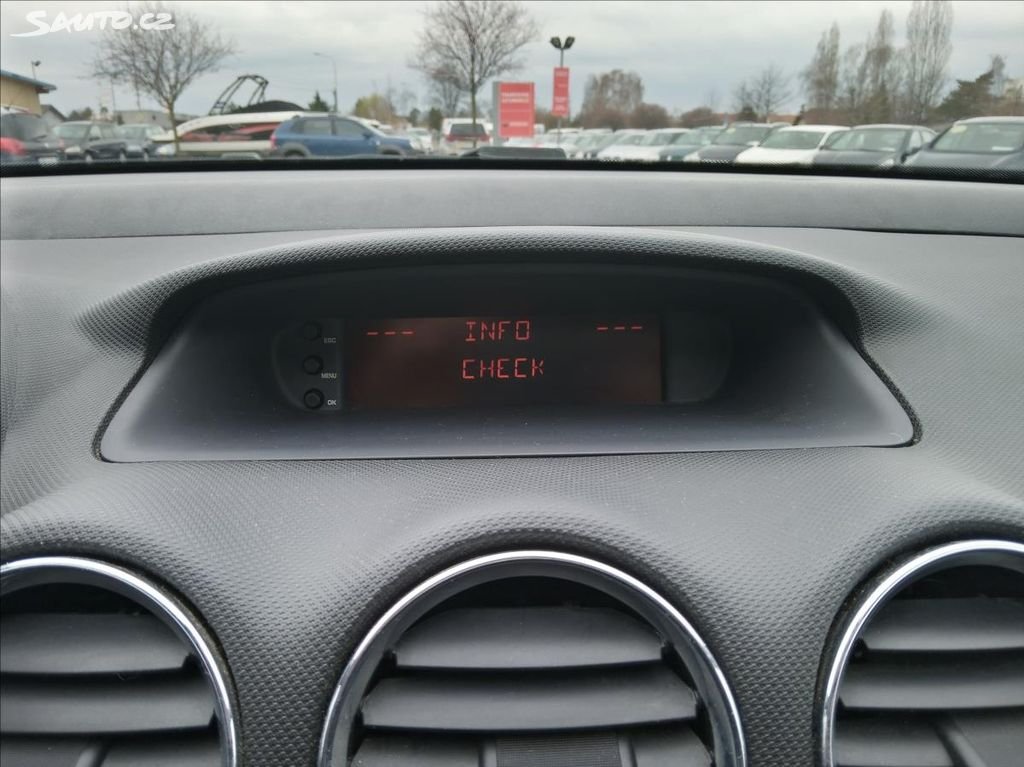 Sauto.cz
--- INFO ---
CHECK
ESC
MENU
OK